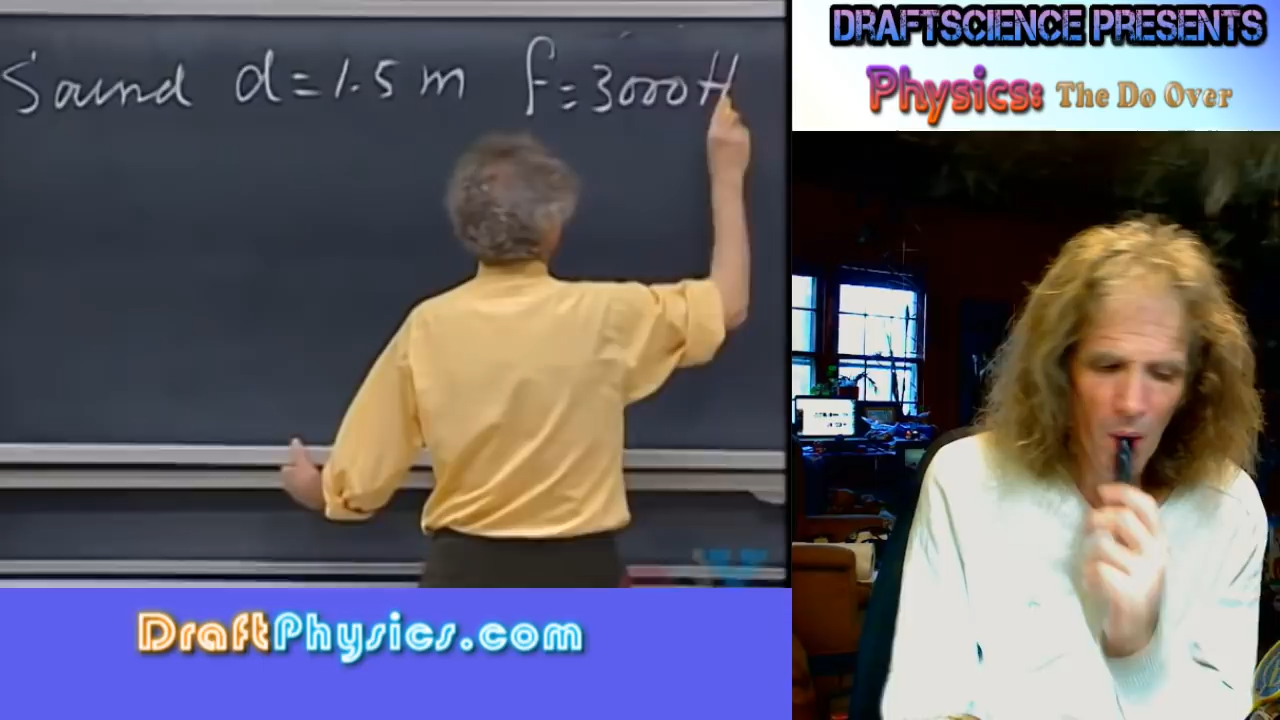 Sound d=1.5 m f=3000 H
DRAFTSCIENCE PRESENTS
Physics: The Do Over
DraftPhysics.com